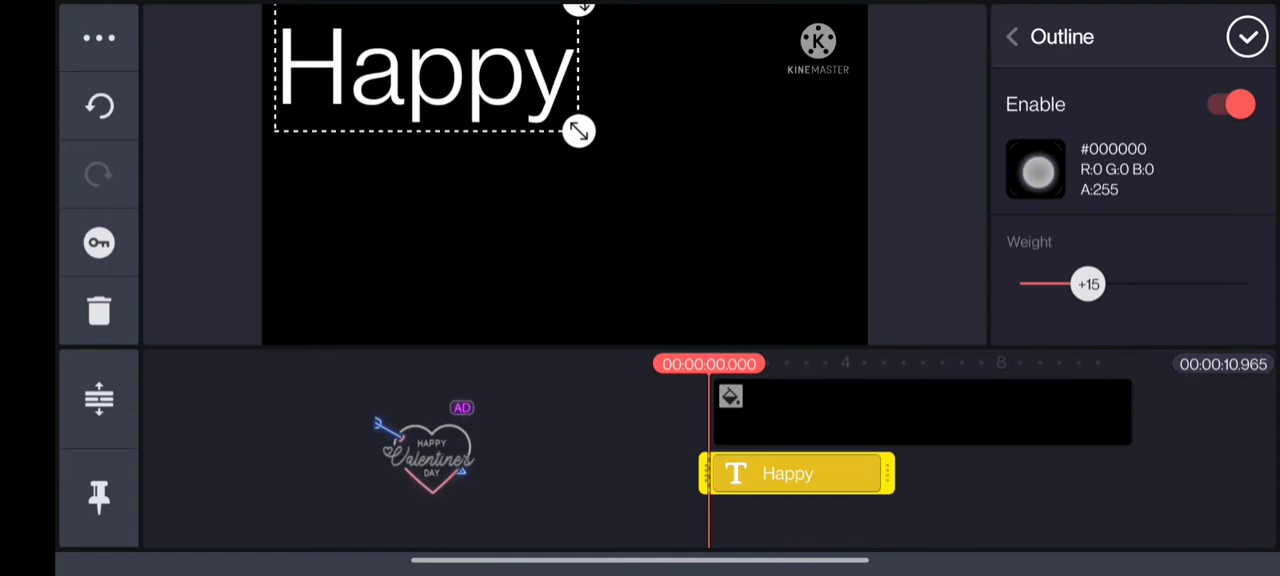 Happy
K
KINEMASTER
Outline
Enable
#000000
R:0 G:0 B:0
A:255
Weight
+15
00:00:00.000
4
8
00:00:10.965
AD
HAPPY
Valentine's
DAY
T Happy